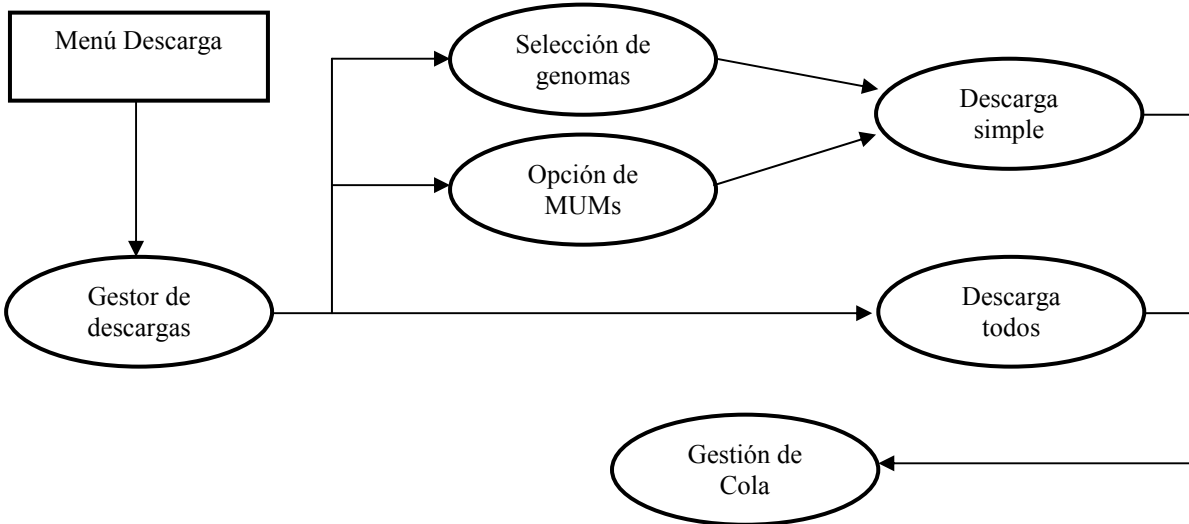 Menú Descarga
Selección de
genomas
Descarga
simple
Opción de
MUMs
Gestor de
descargas
Descarga
todos
Gestión de
Cola